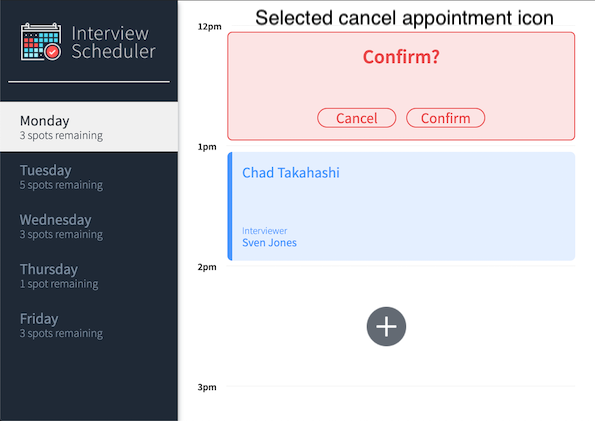 Interview
Scheduler
Monday
3 spots remaining
Tuesday
5 spots remaining
Wednesday
3 spots remaining
Thursday
1 spot remaining
Friday
3 spots remaining
Selected cancel appointment icon
12pm
Confirm?
Cancel Confirm
1pm
Chad Takahashi
Interviewer
Sven Jones
2pm
3pm